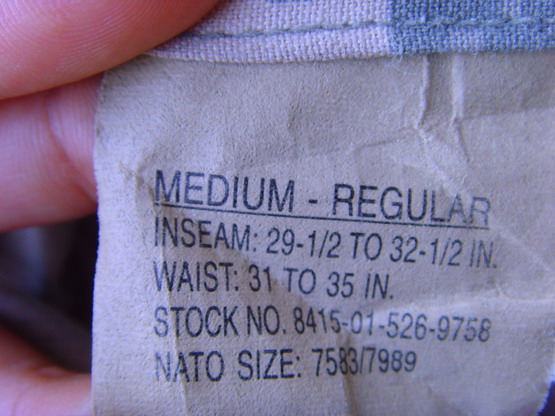 MEDIUM - REGULAR
INSEAM: 29-1/2 TO 32-1/2 IN.
WAIST: 31 TO 35 IN.
STOCK NO. 8415-01-526-9758
NATO SIZE: 7583/7989